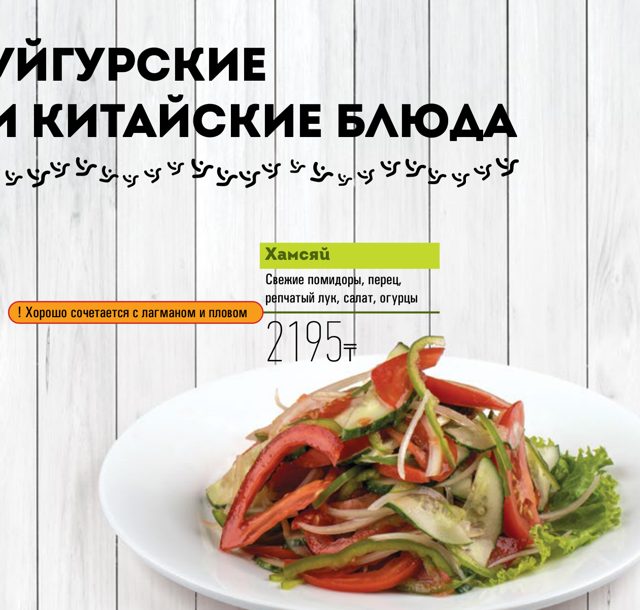 УЙГУРСКИЕ
И КИТАЙСКИЕ БЛЮДА
Хамсяй
Свежие помидоры, перец,
репчатый лук, салат, огурцы
! Хорошо сочетается с лагманом и пловом
2195₸